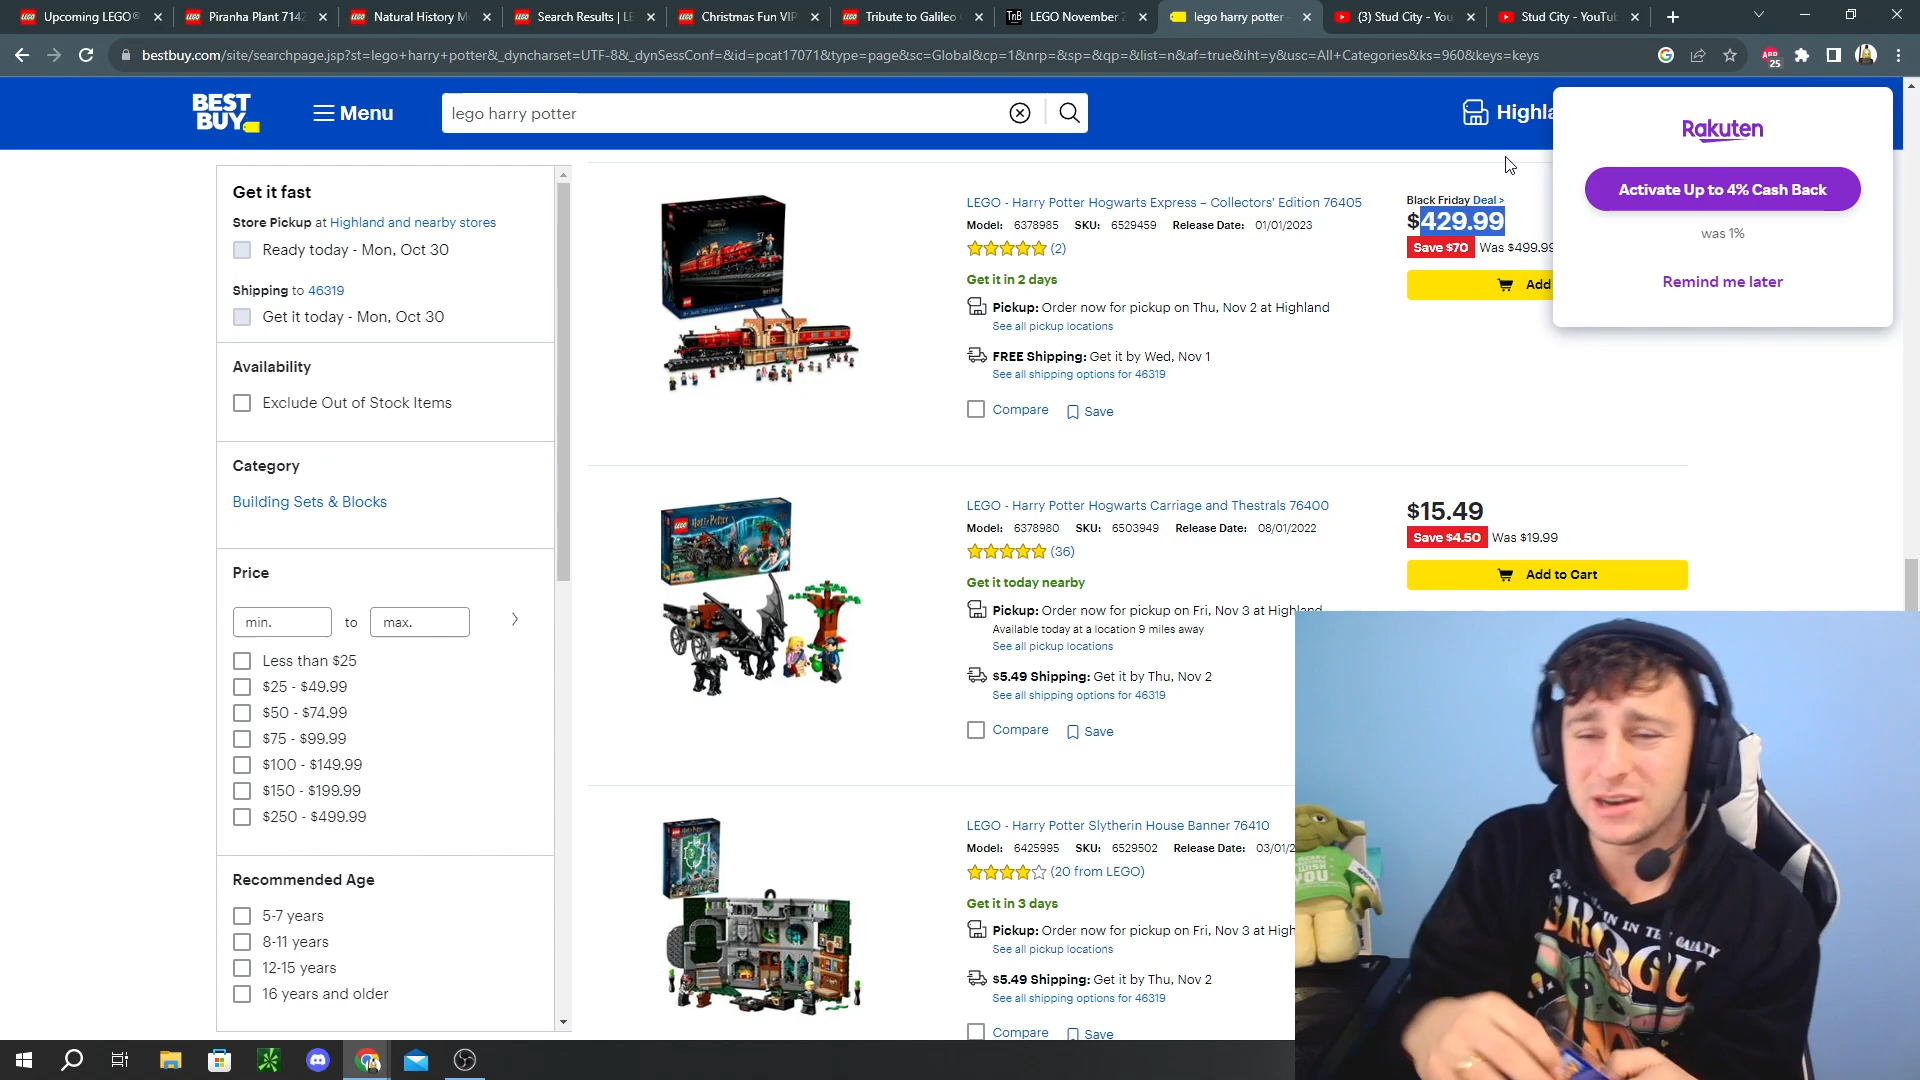 Upcoming LEGO®
Piranha Plant 7142
Natural History M
Search Results | LE
Christmas Fun VIP
Tribute to Galileo
LEGO November 2
lego harry potter -
(3) Stud City - You
Stud City - YouTub
bestbuy.com/site/searchpage.jsp?st=lego+harry+potter&_dyncharset=UTF-8&_dynSessConf=&id=pcat17071&type=page&sc=Global&cp=1&nrp=&sp=&qp=&list=n&af=true&iht=y&usc=All+Categories&ks=960&keys=keys
25
BEST
BUY
Menu
lego harry potter
Highla
Rakuten
Activate Up to 4% Cash Back
was 1%
Remind me later
Get it fast
Store Pickup at Highland and nearby stores
Ready today - Mon, Oct 30
Shipping to 46319
Get it today - Mon, Oct 30
Availability
Exclude Out of Stock Items
Category
Building Sets & Blocks
Price
min.
to
max.
Less than $25
$25 - $49.99
$50 - $74.99
$75 - $99.99
$100 - $149.99
$150 - $199.99
$250 - $499.99
Recommended Age
5-7 years
8-11 years
12-15 years
16 years and older
LEGO - Harry Potter Hogwarts Express – Collectors' Edition 76405
Model: 6378985 SKU: 6529459 Release Date: 01/01/2023
(2)
Get it in 2 days
Pickup: Order now for pickup on Thu, Nov 2 at Highland
See all pickup locations
FREE Shipping: Get it by Wed, Nov 1
See all shipping options for 46319
Compare
Save
Black Friday Deal >
$429.99
Save $70 Was $499.99
Add
LEGO - Harry Potter Hogwarts Carriage and Thestrals 76400
Model: 6378980 SKU: 6503949 Release Date: 08/01/2022
(36)
Get it today nearby
Pickup: Order now for pickup on Fri, Nov 3 at Highland
Available today at a location 9 miles away
See all pickup locations
$5.49 Shipping: Get it by Thu, Nov 2
See all shipping options for 46319
Compare
Save
$15.49
Save $4.50 Was $19.99
Add to Cart
LEGO - Harry Potter Slytherin House Banner 76410
Model: 6425995 SKU: 6529502 Release Date: 03/01/2
(20 from LEGO)
Get it in 3 days
Pickup: Order now for pickup on Fri, Nov 3 at High
See all pickup locations
$5.49 Shipping: Get it by Thu, Nov 2
See all shipping options for 46319
Compare
Save
YOU
IN THE GALAXY